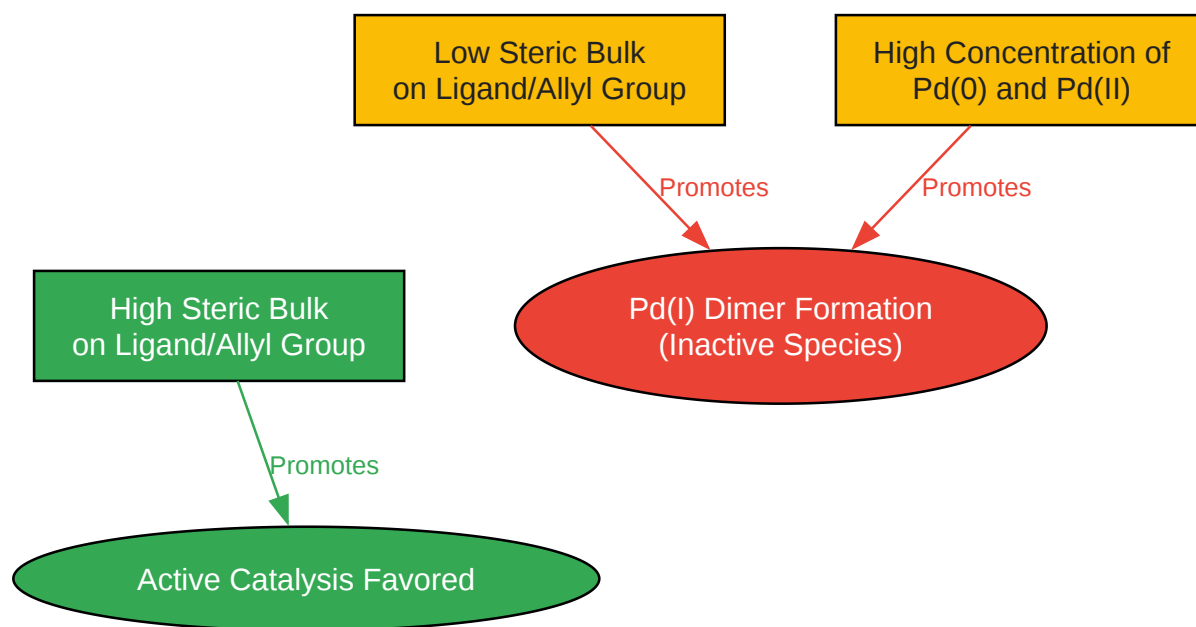 Low Steric Bulk
on Ligand/Allyl Group
High Concentration of
Pd(0) and Pd(II)
Promotes
Promotes
High Steric Bulk
on Ligand/Allyl Group
Pd(I) Dimer Formation
(Inactive Species)
Promotes
Active Catalysis Favored